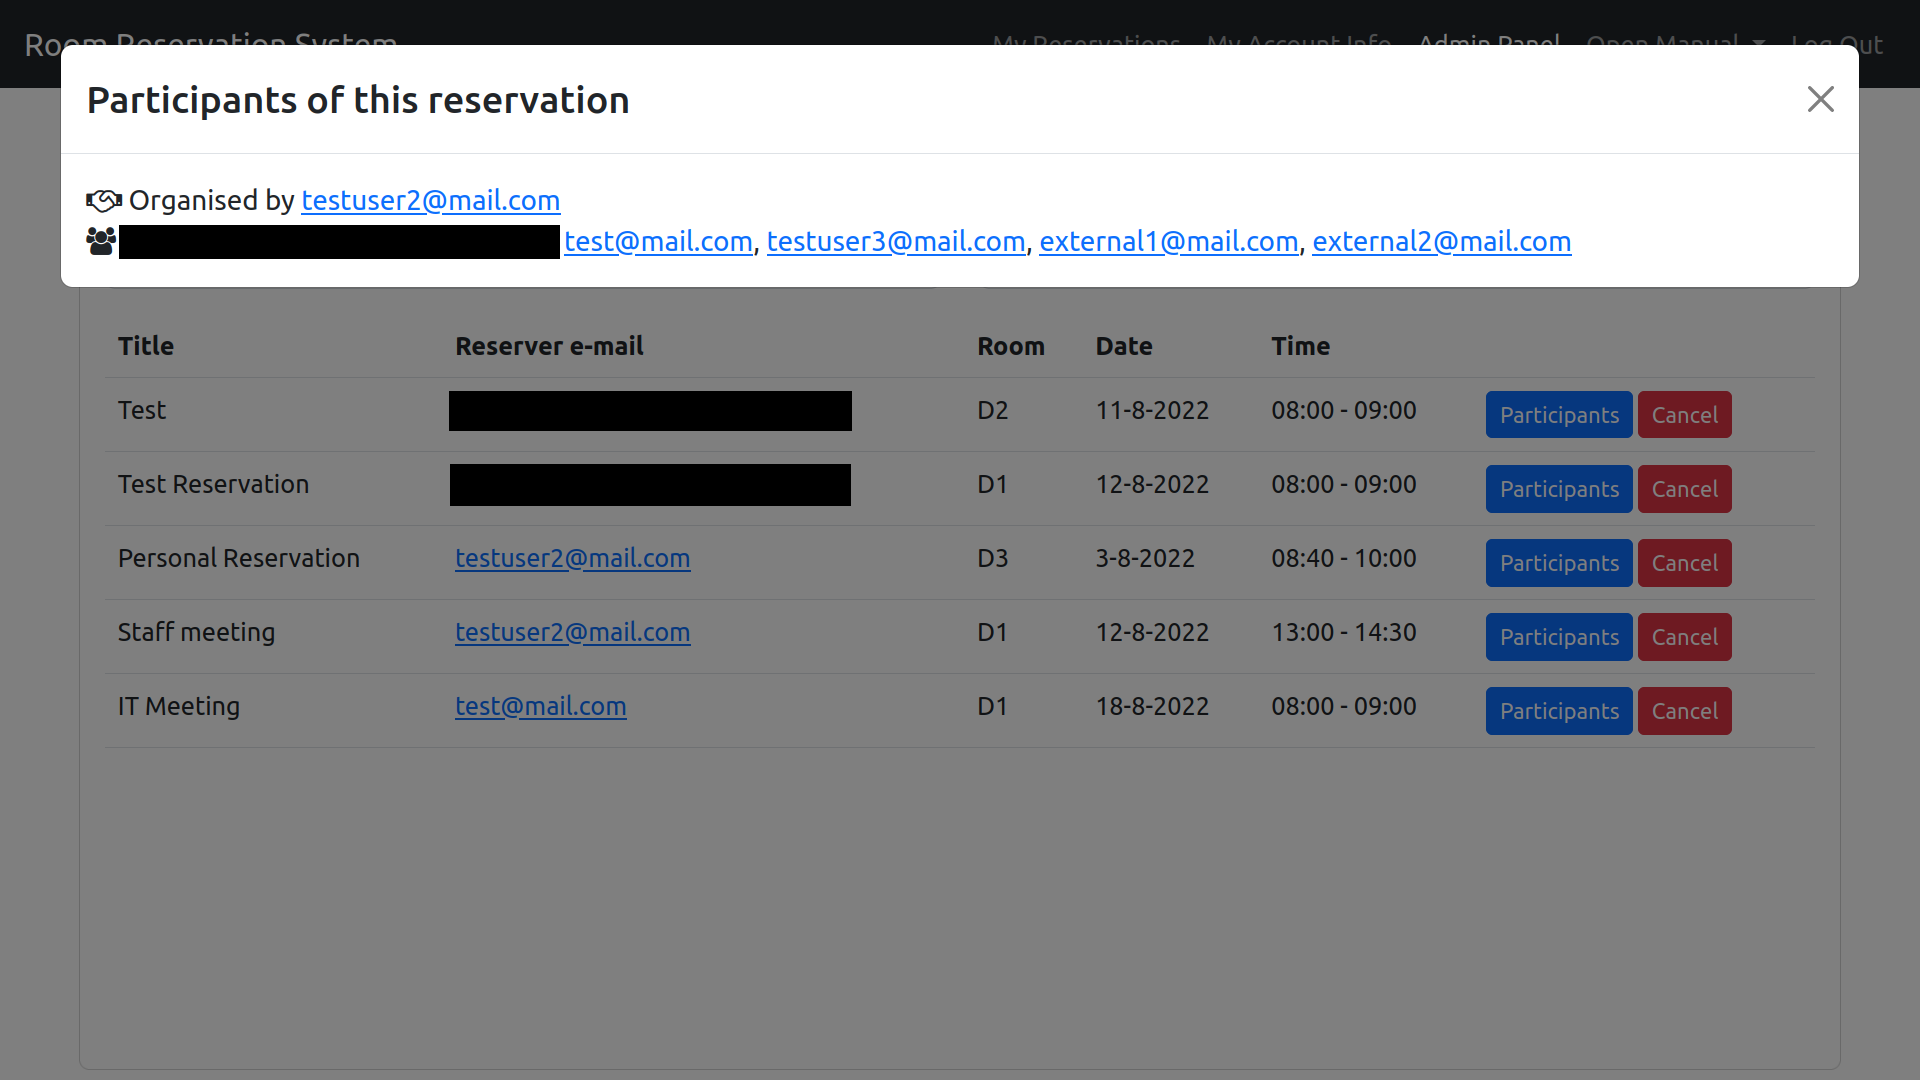 Room Reservation System My Reservations My Account Info Admin Panel Open Manual Log Out
Participants of this reservation
Organised by testuser2@mail.com
test@mail.com, testuser3@mail.com, external1@mail.com, external2@mail.com
Title Reserver e-mail Room Date Time
Test D2 11-8-2022 08:00 - 09:00 Participants Cancel
Test Reservation D1 12-8-2022 08:00 - 09:00 Participants Cancel
Personal Reservation testuser2@mail.com D3 3-8-2022 08:40 - 10:00 Participants Cancel
Staff meeting testuser2@mail.com D1 12-8-2022 13:00 - 14:30 Participants Cancel
IT Meeting test@mail.com D1 18-8-2022 08:00 - 09:00 Participants Cancel